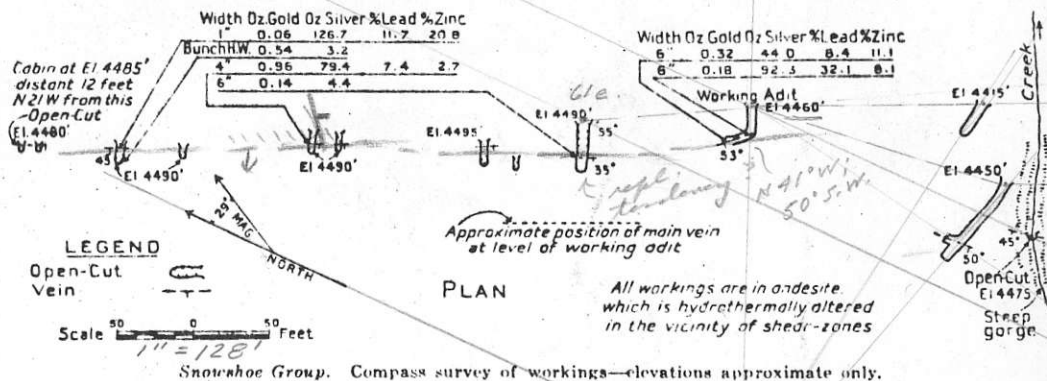 Width Oz. Gold Oz Silver %Lead %Zinc
1" 0.06 126.7 11.7 20.8
Bunch H.W. 0.54 3.2
4" 0.96 79.4 7.4 2.7
6" 0.14 4.4
Width Oz Gold Oz Silver %Lead %Zinc
6" 0.32 44.0 8.4 11.1
8" 0.18 92.3 32.1 8.1
Working Adit
El 4460'
Cabin at El. 4485'
distant 12 feet
N21W from this
Open-Cut
El. 4480'
45°
El 4490'
El 4490'
El 4495'
El 4490'
55°
35°
53°
El 4415'
Creek
El 4450'
50°
45°
Open Cut
El 4475'
Steep
gorge
repl.
tendency
N 41° W;
50° S.W.
Approximate position of main vein
at level of working adit
29° MAG
NORTH
LEGEND
Open-Cut
Vein
PLAN
All workings are in andesite
which is hydrothermally altered
in the vicinity of shear-zones
Scale 50 0 50 Feet
1" = 128'
Snowshoe Group. Compass survey of workings—elevations approximate only.